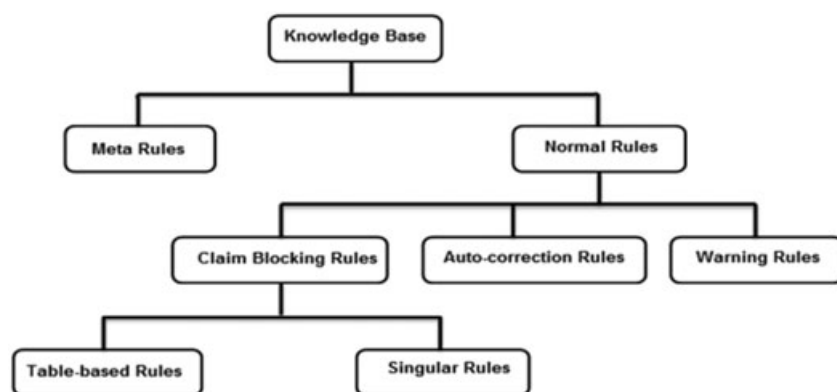 Knowledge Base
Meta Rules
Normal Rules
Claim Blocking Rules
Auto-correction Rules
Warning Rules
Table-based Rules
Singular Rules